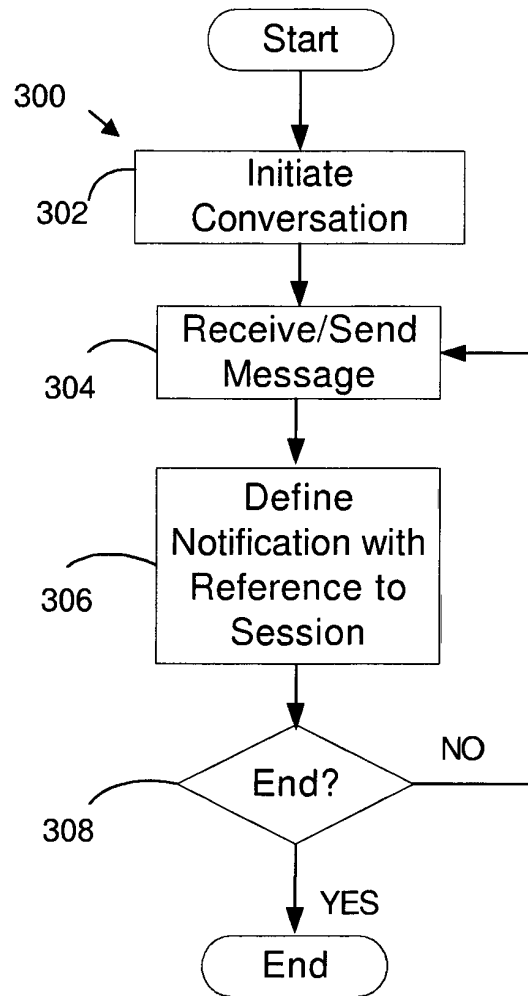 Start
300
Initiate
Conversation
302
Receive/Send
Message
304
Define
Notification with
Reference to
Session
306
NO
End?
308
YES
End